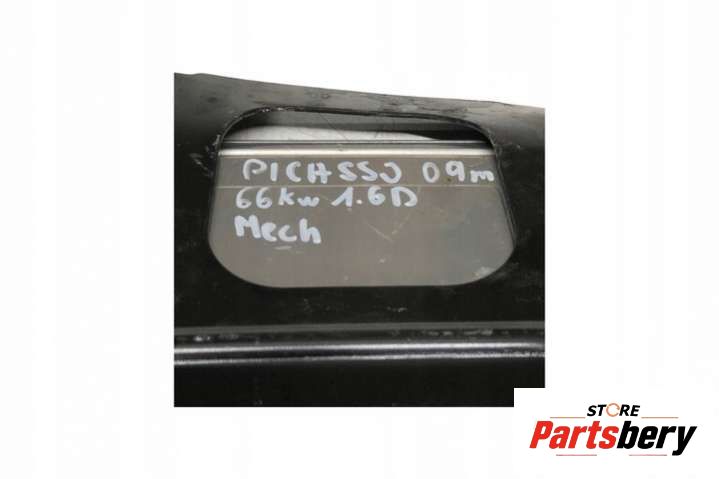 PICASSO 09m
66kw 1.6D
Mech
STORE
Partsbery